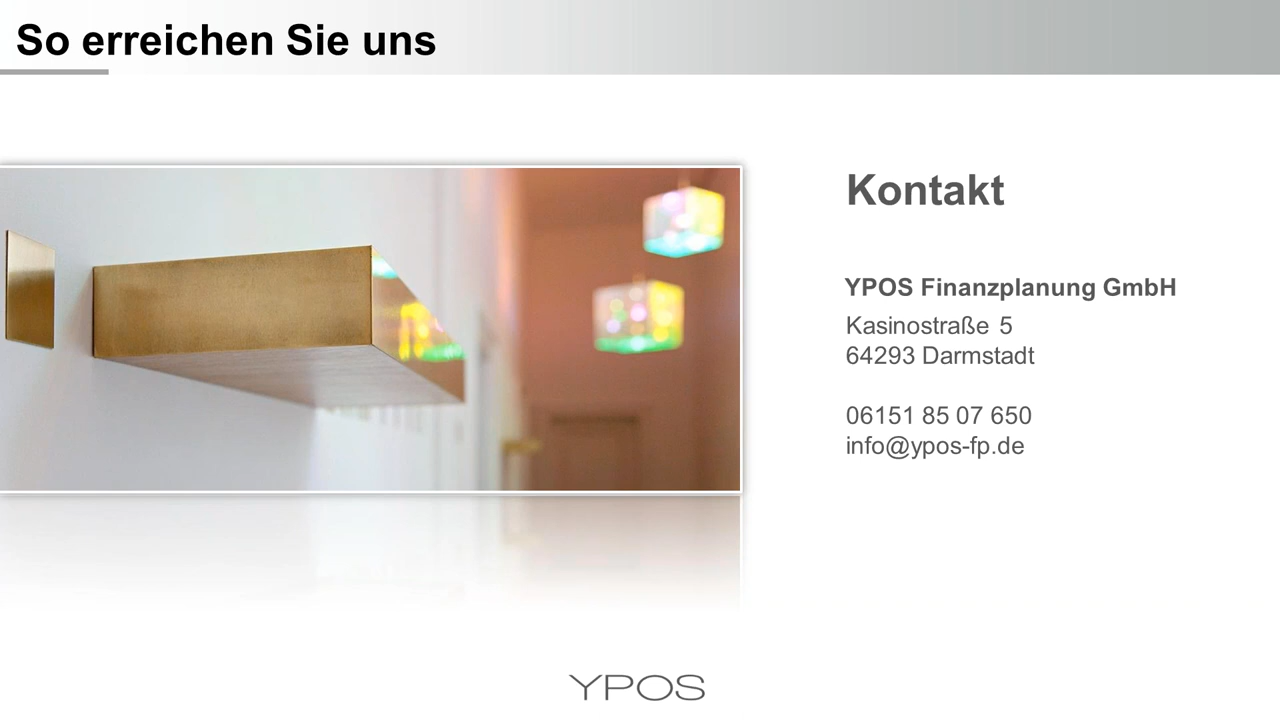 So erreichen Sie uns
Kontakt
YPOS Finanzplanung GmbH
Kasinostraße 5
64293 Darmstadt
06151 85 07 650
info@ypos-fp.de
YPOS